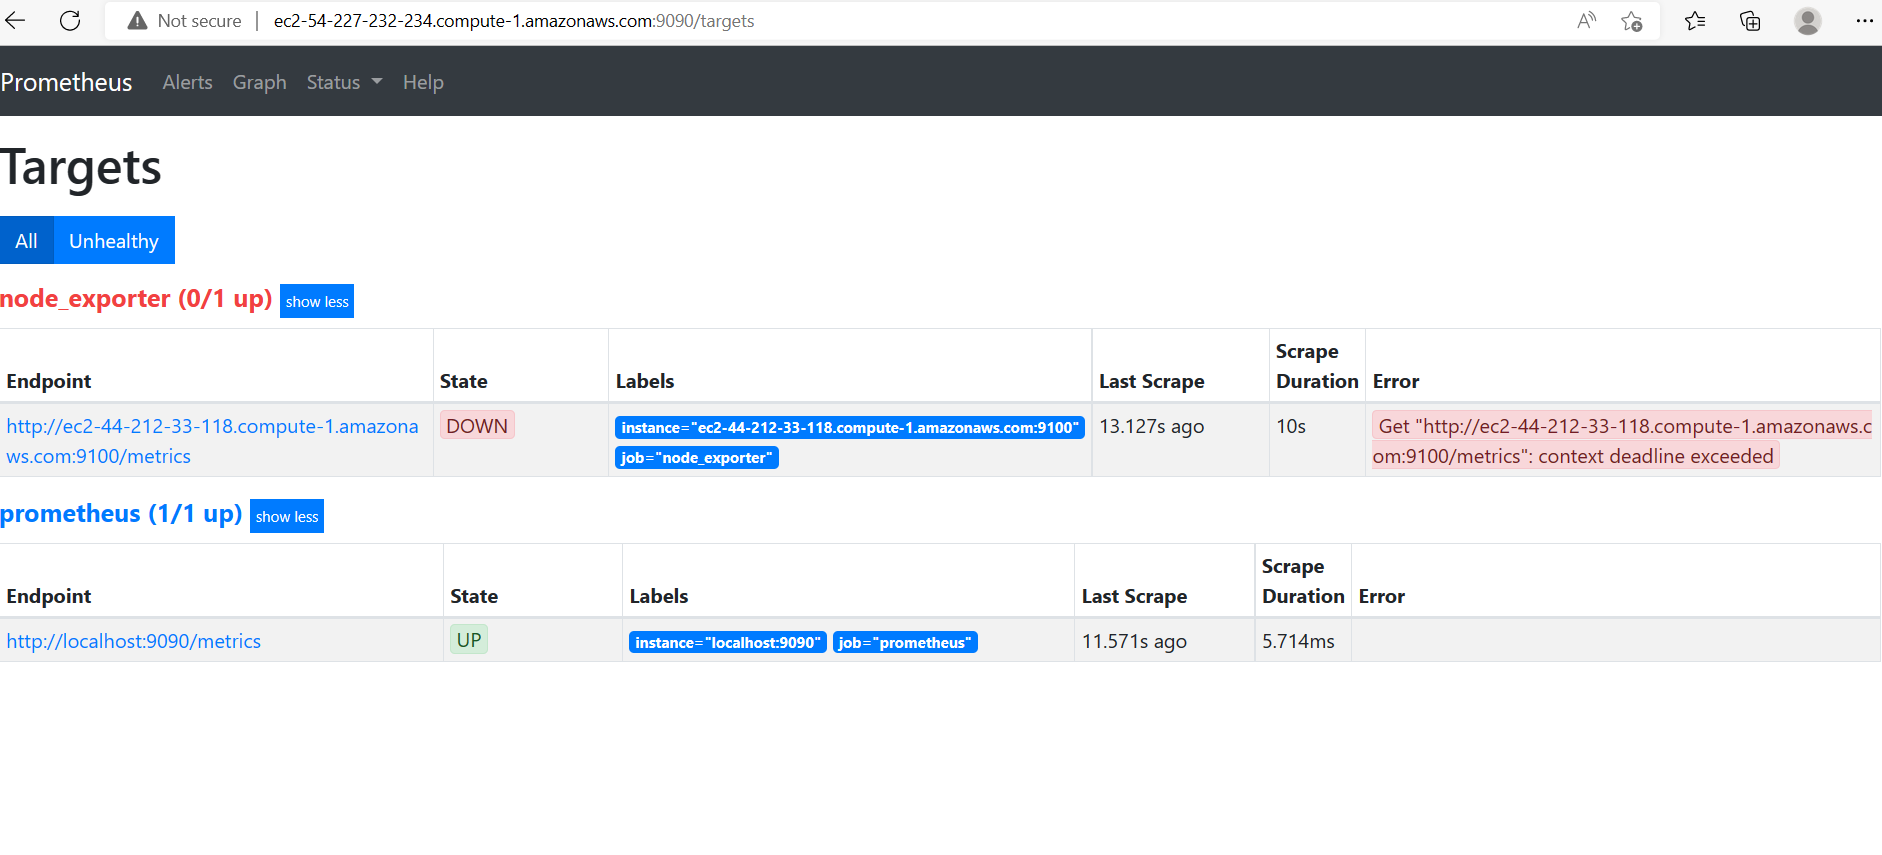 Not secure | ec2-54-227-232-234.compute-1.amazonaws.com:9090/targets
Prometheus Alerts Graph Status Help
Targets
All Unhealthy
node_exporter (0/1 up) show less
Endpoint State Labels Last Scrape Scrape Duration Error
http://ec2-44-212-33-118.compute-1.amazona
ws.com:9100/metrics
DOWN
instance="ec2-44-212-33-118.compute-1.amazonaws.com:9100"
job="node_exporter"
13.127s ago
10s
Get "http://ec2-44-212-33-118.compute-1.amazonaws.c
om:9100/metrics": context deadline exceeded
prometheus (1/1 up) show less
Endpoint State Labels Last Scrape Scrape Duration Error
http://localhost:9090/metrics UP instance="localhost:9090" job="prometheus" 11.571s ago 5.714ms